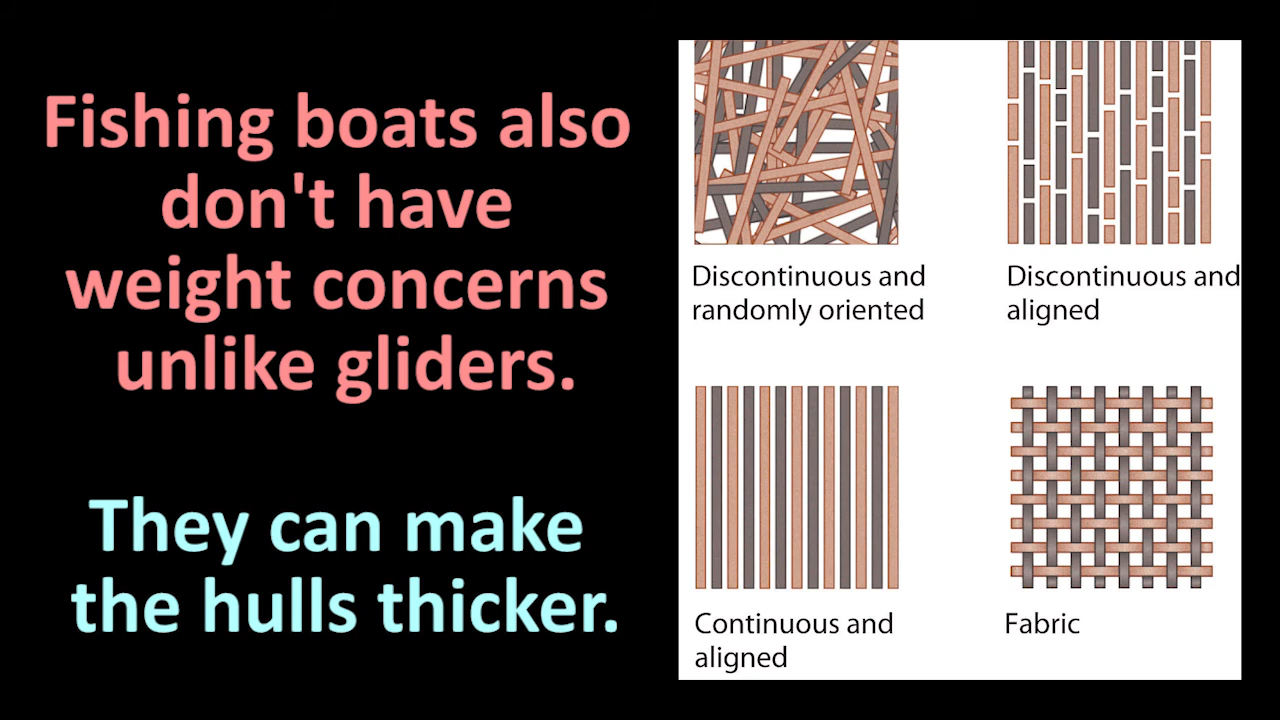 Fishing boats also
don't have
weight concerns
unlike gliders.
They can make
the hulls thicker.
Discontinuous and
randomly oriented
Discontinuous and
aligned
Continuous and
aligned
Fabric